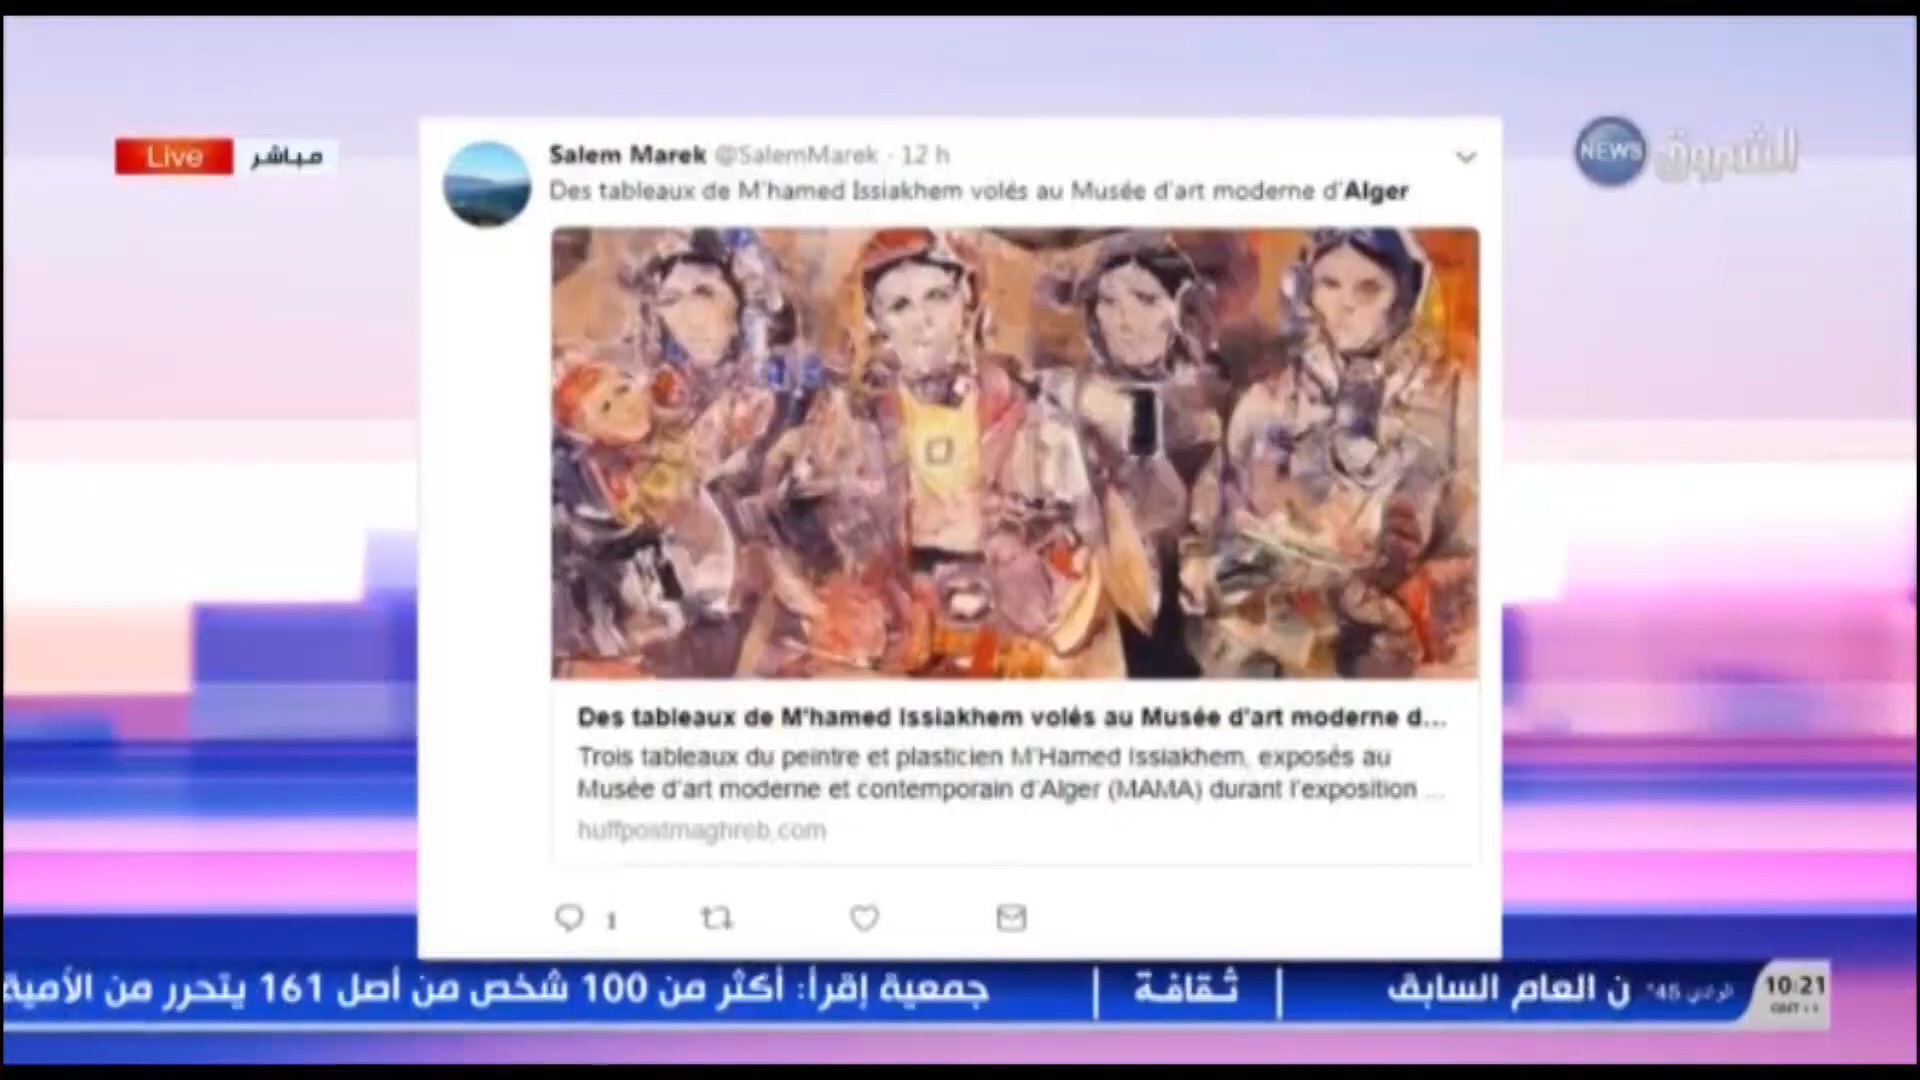 Live مباشر
NEWS الشروق
Salem Marek @SalemMarek · 12 h
Des tableaux de M'hamed Issiakhem volés au Musée d'art moderne d'Alger
Des tableaux de M'hamed Issiakhem volés au Musée d'art moderne d...
Trois tableaux du peintre et plasticien M'Hamed Issiakhem, exposés au
Musée d'art moderne et contemporain d'Alger (MAMA) durant l'exposition ...
huffpostmaghreb.com
1
10:21
GMT+1
ن العام السابق | ثـقافـة | جمعية إقرأ: أكثر من 100 شخص من أصل 161 يتحرر من الأمية